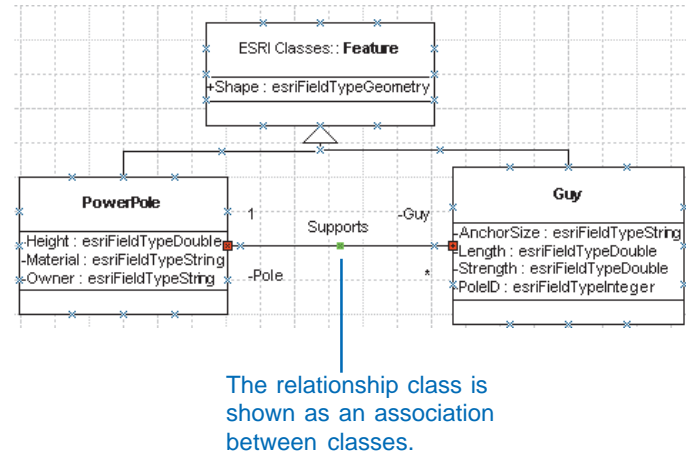 ESRI Classes:: Feature
+Shape : esriFieldTypeGeometry
PowerPole
-Height : esriFieldTypeDouble
-Material : esriFieldTypeString
-Owner : esriFieldTypeString
1
Supports
-Guy
-Pole
*
Guy
-AnchorSize : esriFieldTypeString
-Length : esriFieldTypeDouble
-Strength : esriFieldTypeDouble
-PoleID : esriFieldTypeInteger
The relationship class is
shown as an association
between classes.